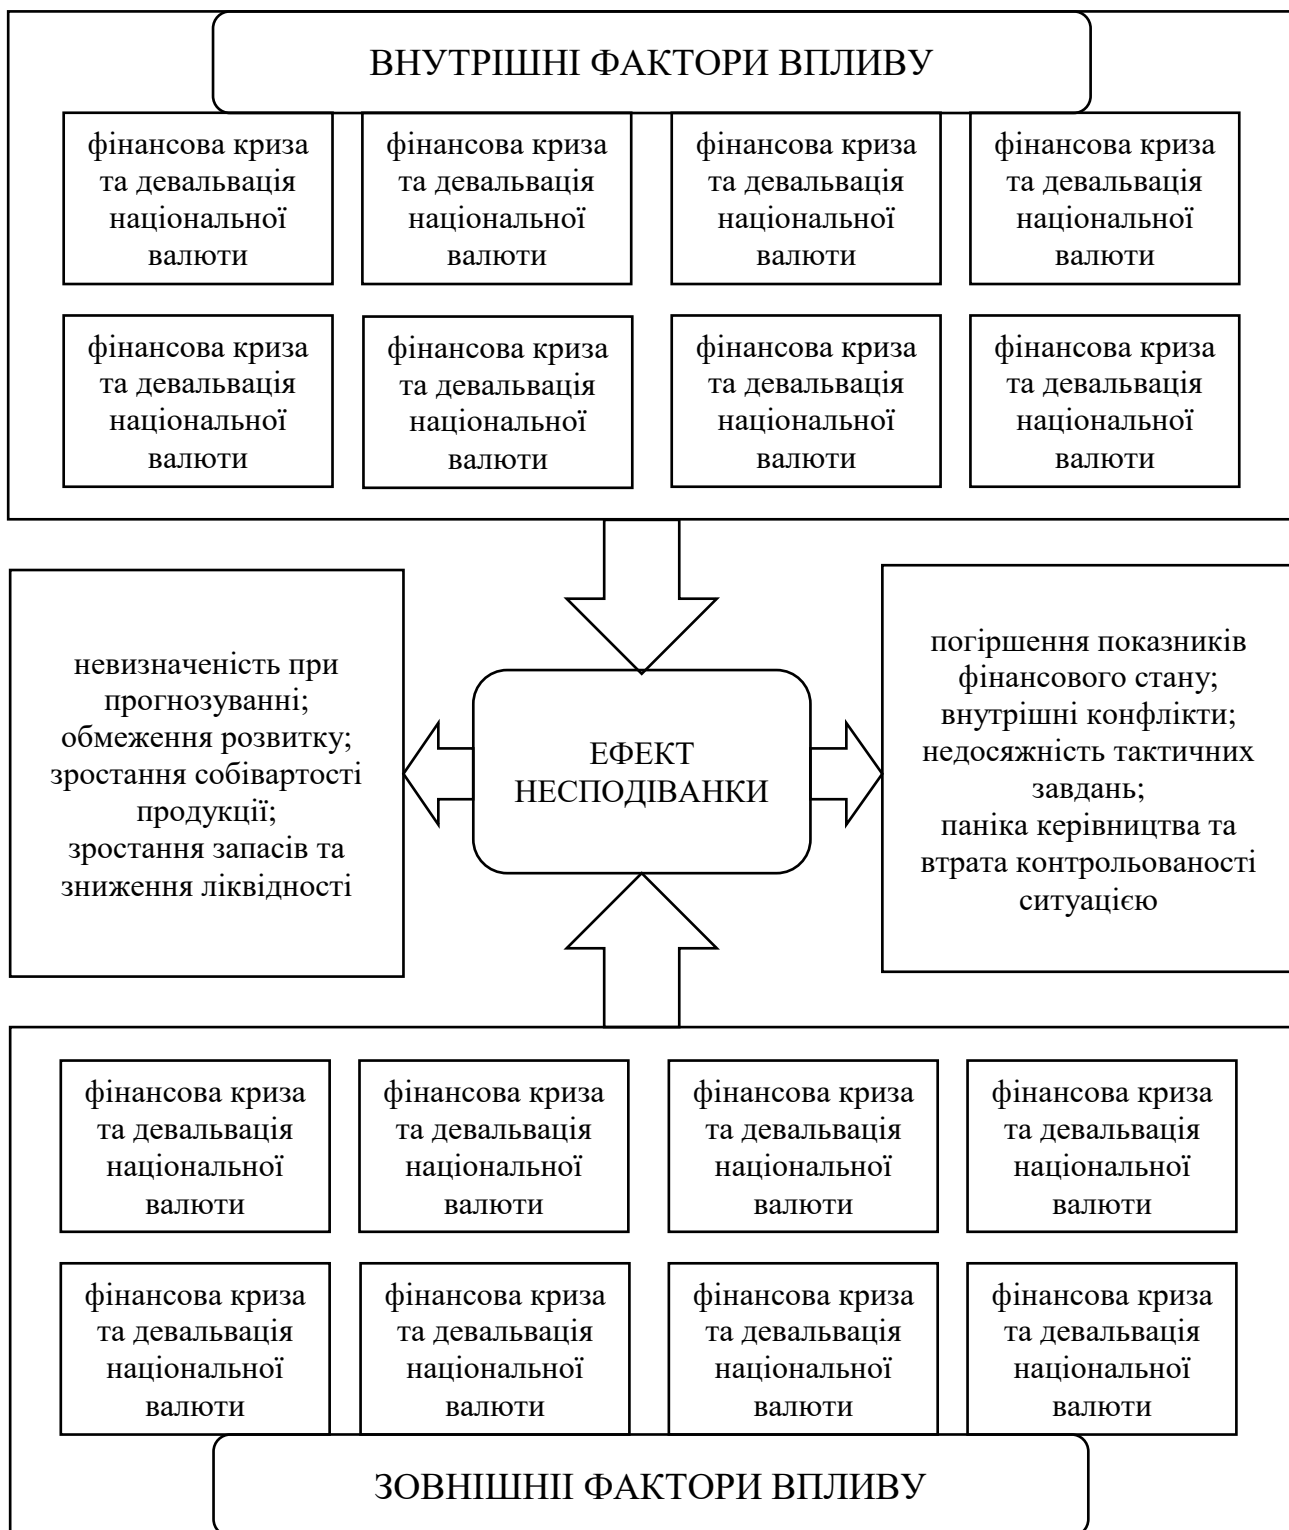 ВНУТРІШНІ ФАКТОРИ ВПЛИВУ
фінансова криза
та девальвація
національної
валюти
фінансова криза
та девальвація
національної
валюти
фінансова криза
та девальвація
національної
валюти
фінансова криза
та девальвація
національної
валюти
фінансова криза
та девальвація
національної
валюти
фінансова криза
та девальвація
національної
валюти
фінансова криза
та девальвація
національної
валюти
фінансова криза
та девальвація
національної
валюти
невизначеність при
прогнозуванні;
обмеження розвитку;
зростання собівартості
продукції;
зростання запасів та
зниження ліквідності
ЕФЕКТ
НЕСПОДІВАНКИ
погіршення показників
фінансового стану;
внутрішні конфлікти;
недосяжність тактичних
завдань;
паніка керівництва та
втрата контрольованості
ситуацією
фінансова криза
та девальвація
національної
валюти
фінансова криза
та девальвація
національної
валюти
фінансова криза
та девальвація
національної
валюти
фінансова криза
та девальвація
національної
валюти
фінансова криза
та девальвація
національної
валюти
фінансова криза
та девальвація
національної
валюти
фінансова криза
та девальвація
національної
валюти
фінансова криза
та девальвація
національної
валюти
ЗОВНІШНІІ ФАКТОРИ ВПЛИВУ